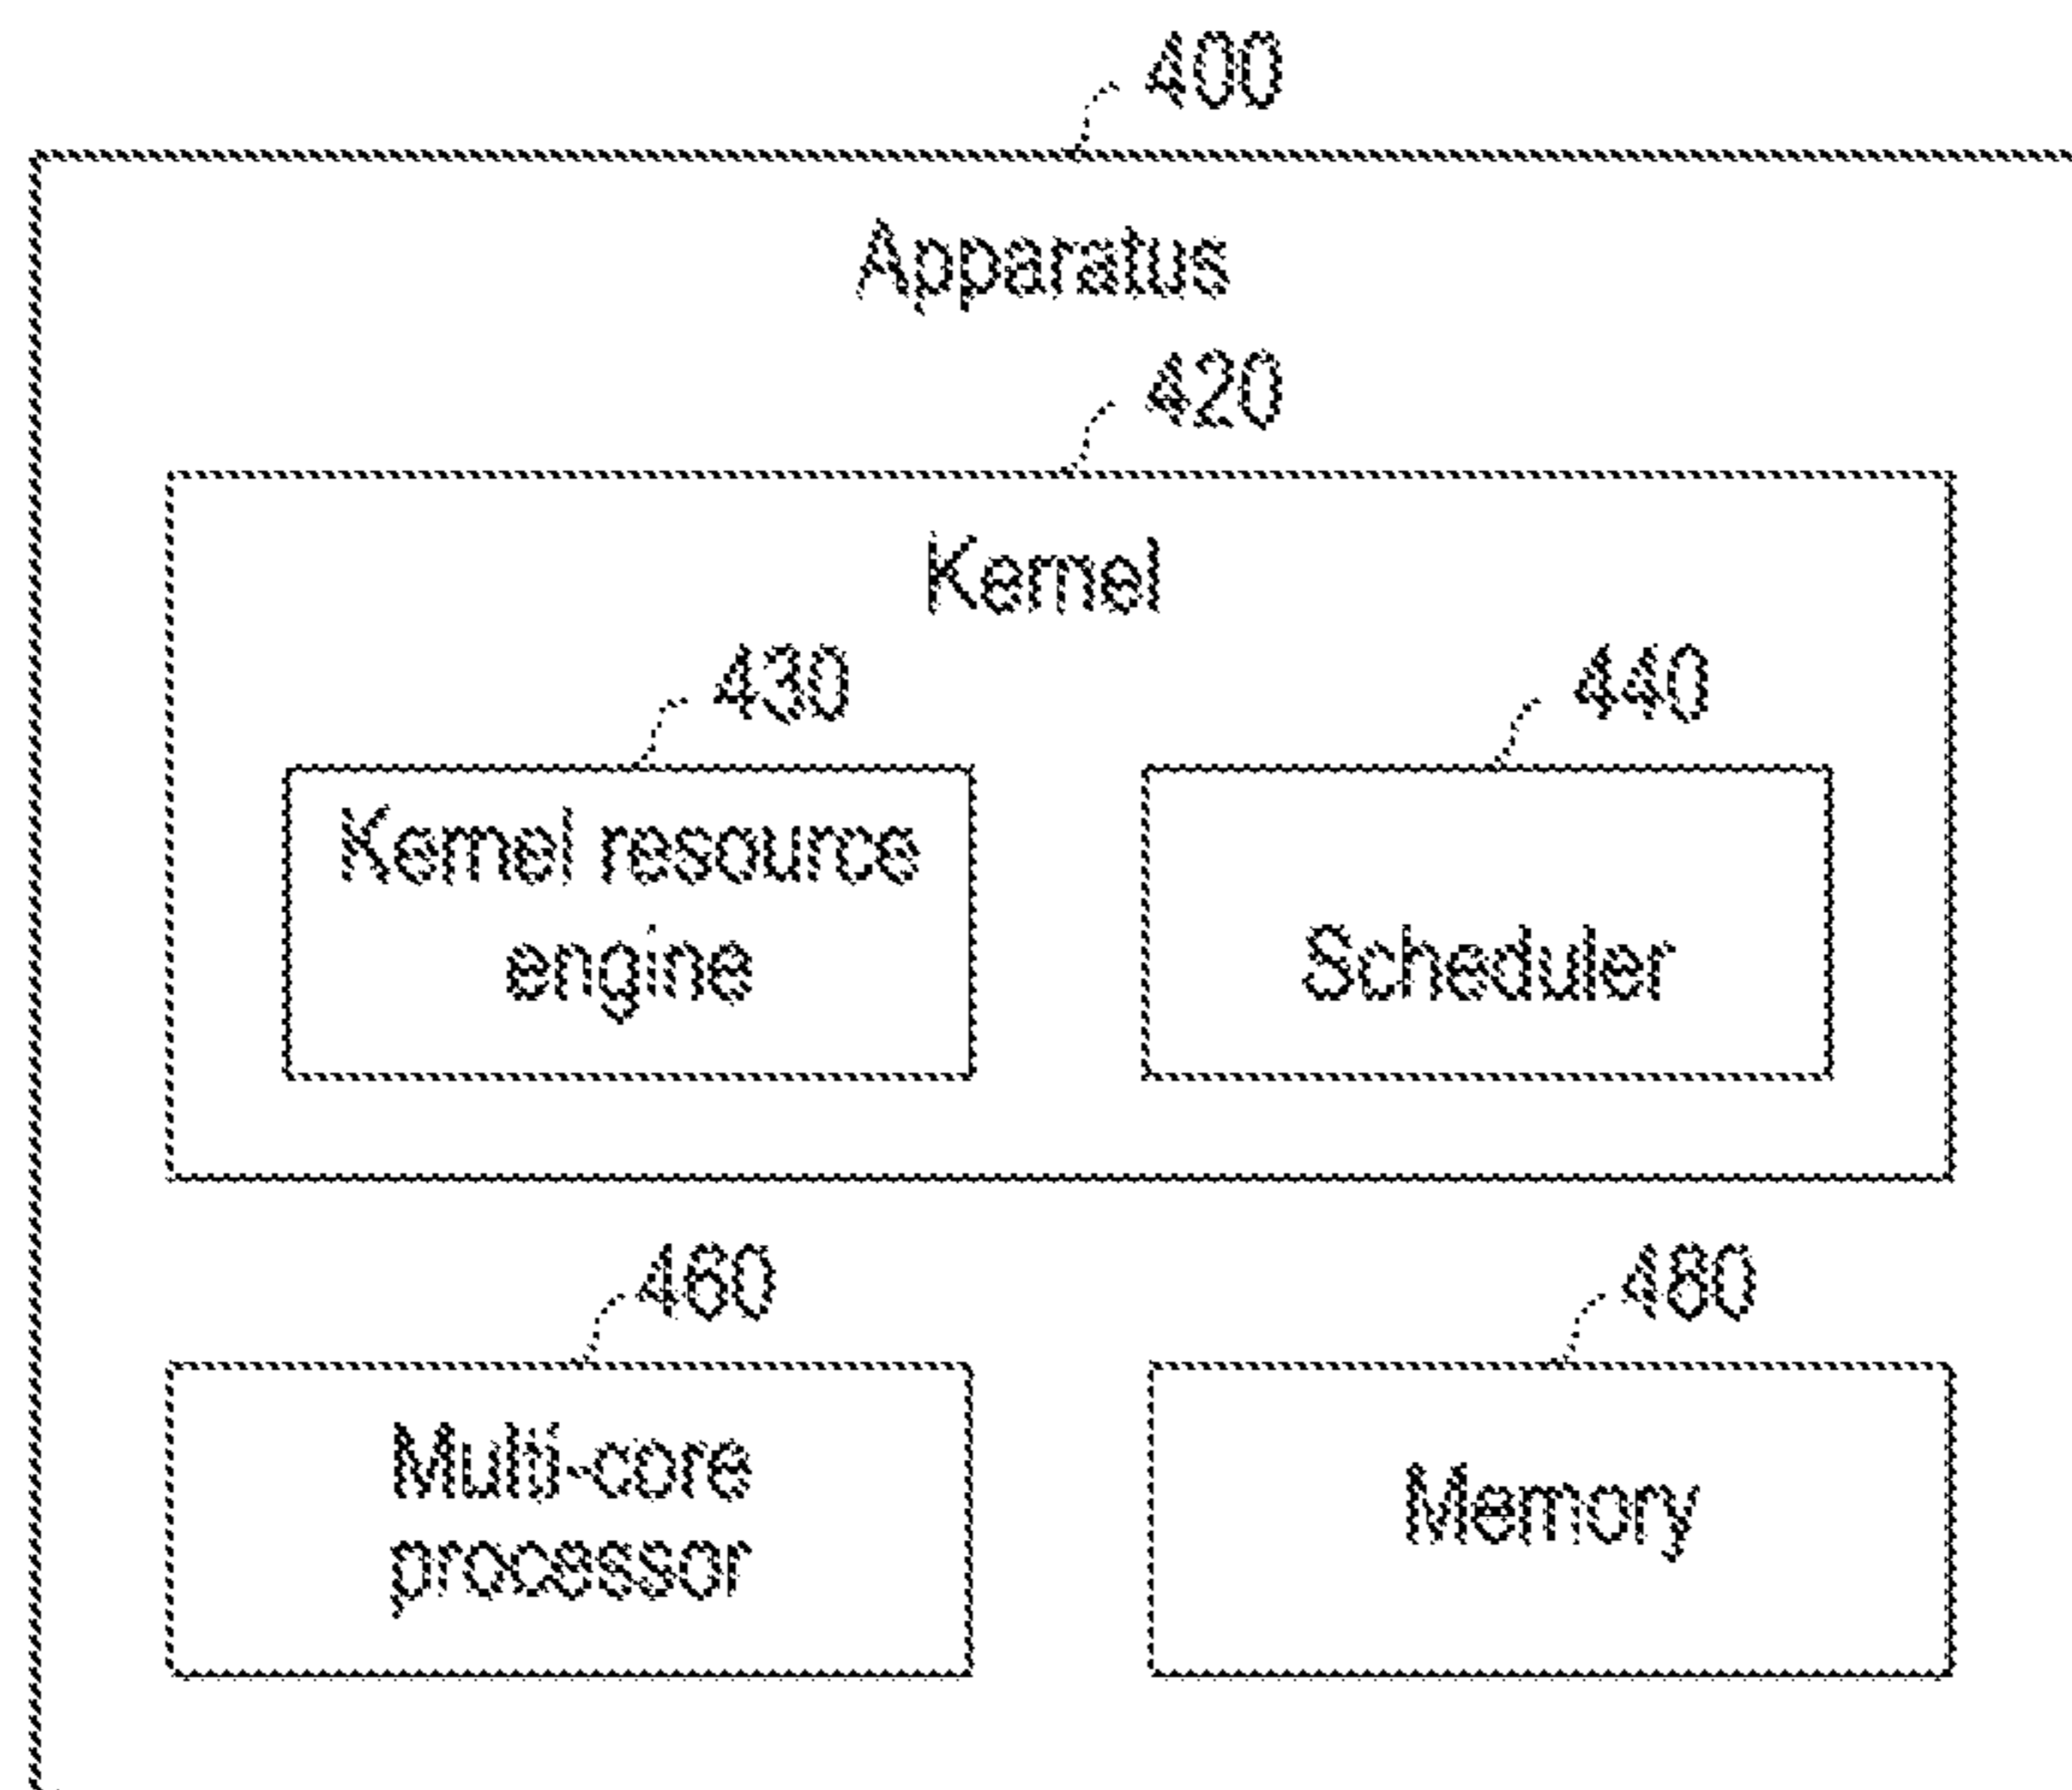 400
Apparatus
420
Kernel
430
440
Kernel resource
engine
Scheduler
460
480
Multi-core
processor
Memory